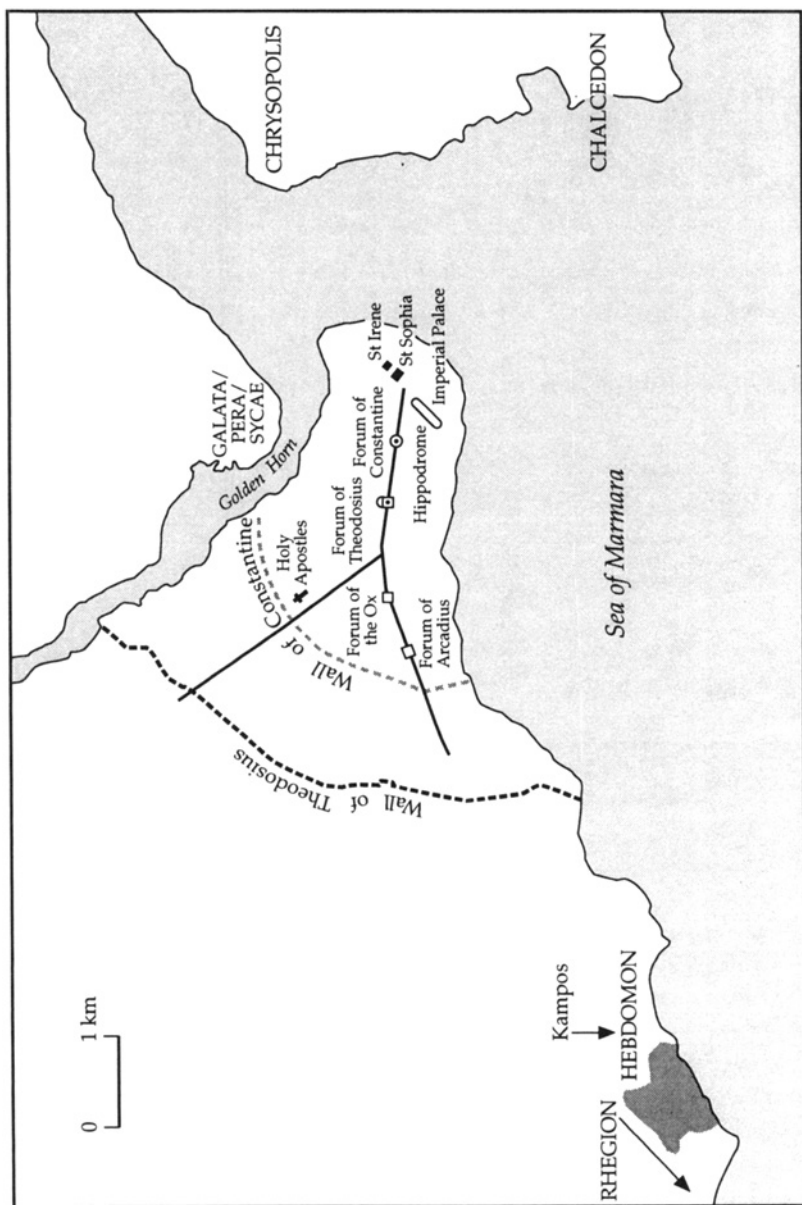 0 1 km
RHEGION
Kampos
HEBDOMON
Wall of Theodosius
Wall of Constantine
Holy
Apostles
Forum of
the Ox
Forum of
Arcadius
Forum of
Theodosius
Forum of
Constantine
Hippodrome
Imperial Palace
St Irene
St Sophia
Golden Horn
GALATA/
PERA/
SYCAE
CHRYSOPOLIS
CHALCEDON
Sea of Marmara